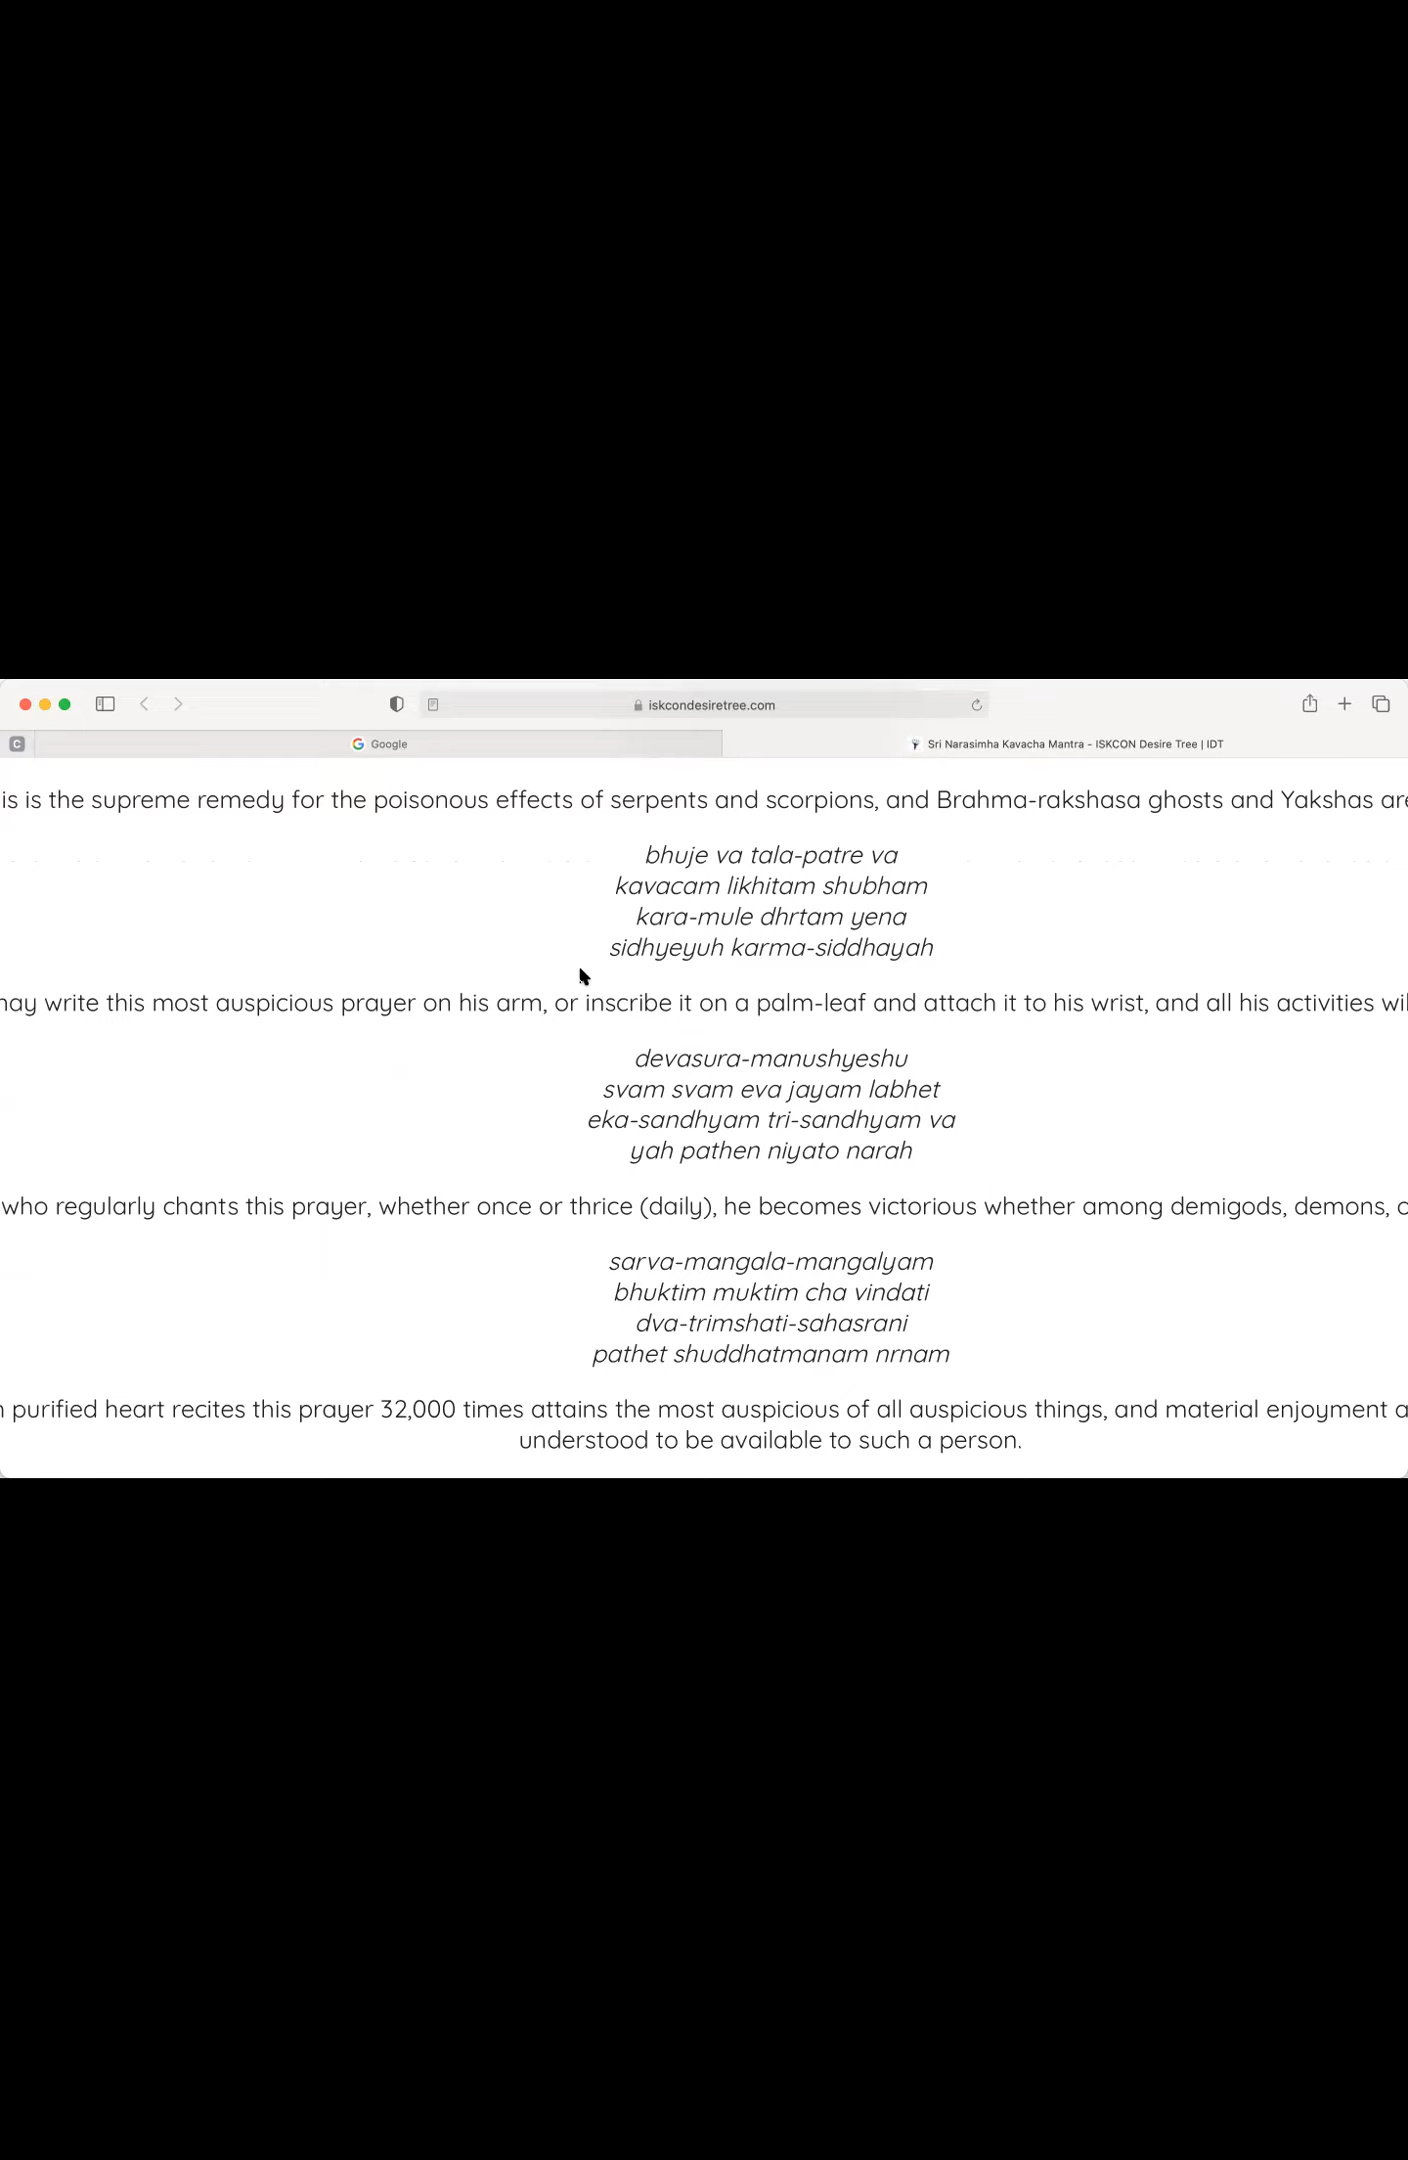 iskcondesiretree.com
C
Google
Sri Narasimha Kavacha Mantra - ISKCON Desire Tree | IDT
is is the supreme remedy for the poisonous effects of serpents and scorpions, and Brahma-rakshasa ghosts and Yakshas are
bhuje va tala-patre va
kavacam likhitam shubham
kara-mule dhrtam yena
sidhyeyuh karma-siddhayah
may write this most auspicious prayer on his arm, or inscribe it on a palm-leaf and attach it to his wrist, and all his activities wil
devasura-manushyeshu
svam svam eva jayam labhet
eka-sandhyam tri-sandhyam va
yah pathen niyato narah
who regularly chants this prayer, whether once or thrice (daily), he becomes victorious whether among demigods, demons, o
sarva-mangala-mangalyam
bhuktim muktim cha vindati
dva-trimshati-sahasrani
pathet shuddhatmanam nrnam
purified heart recites this prayer 32,000 times attains the most auspicious of all auspicious things, and material enjoyment a
understood to be available to such a person.